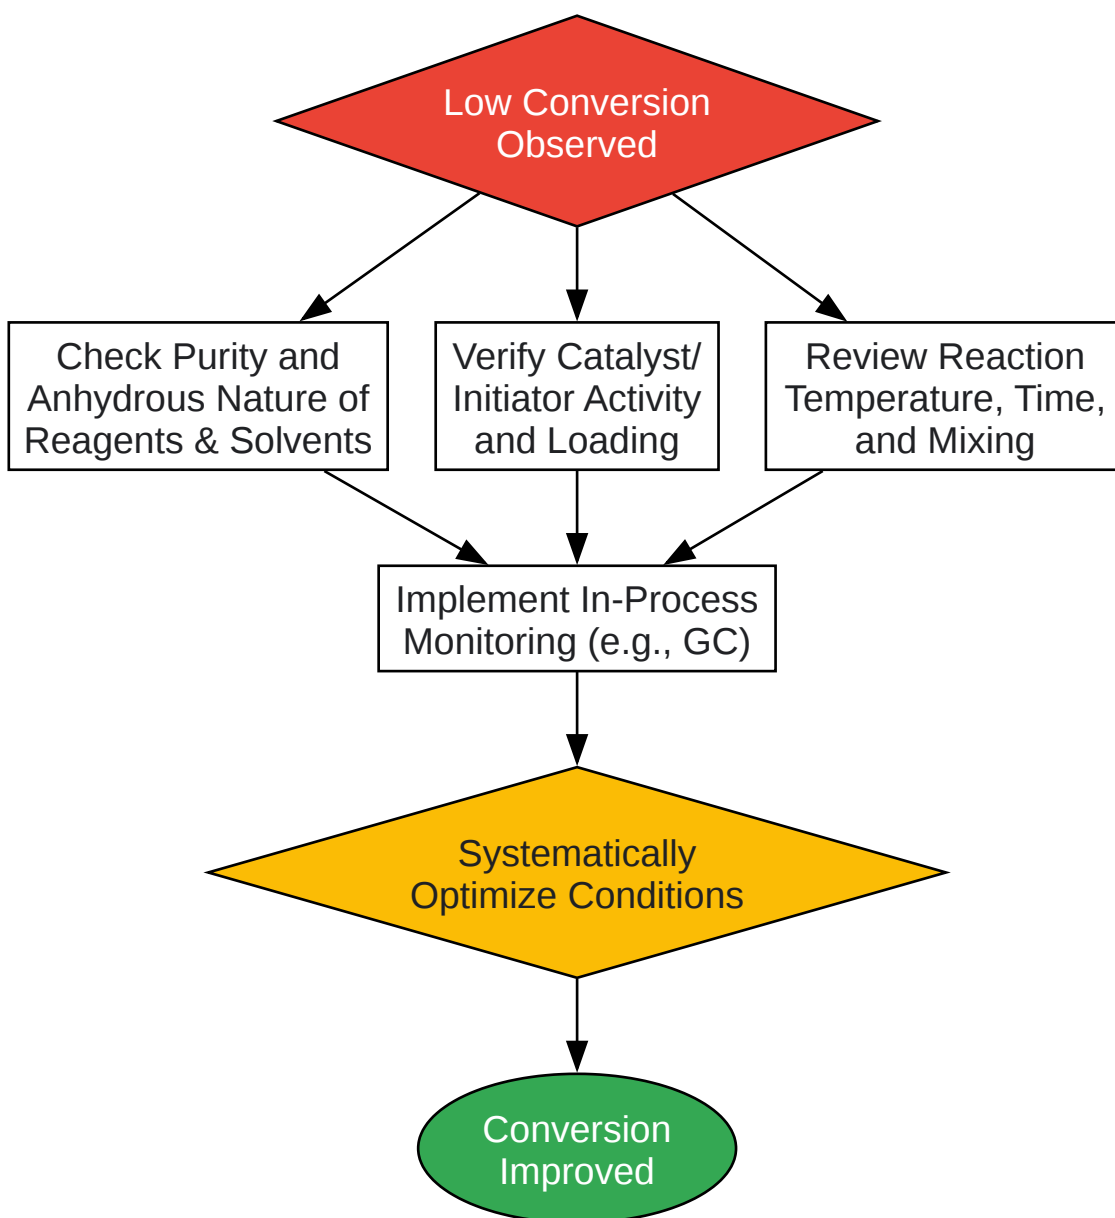 Low Conversion
Observed
Check Purity and
Anhydrous Nature of
Reagents & Solvents
Verify Catalyst/
Initiator Activity
and Loading
Review Reaction
Temperature, Time,
and Mixing
Implement In-Process
Monitoring (e.g., GC)
Systematically
Optimize Conditions
Conversion
Improved